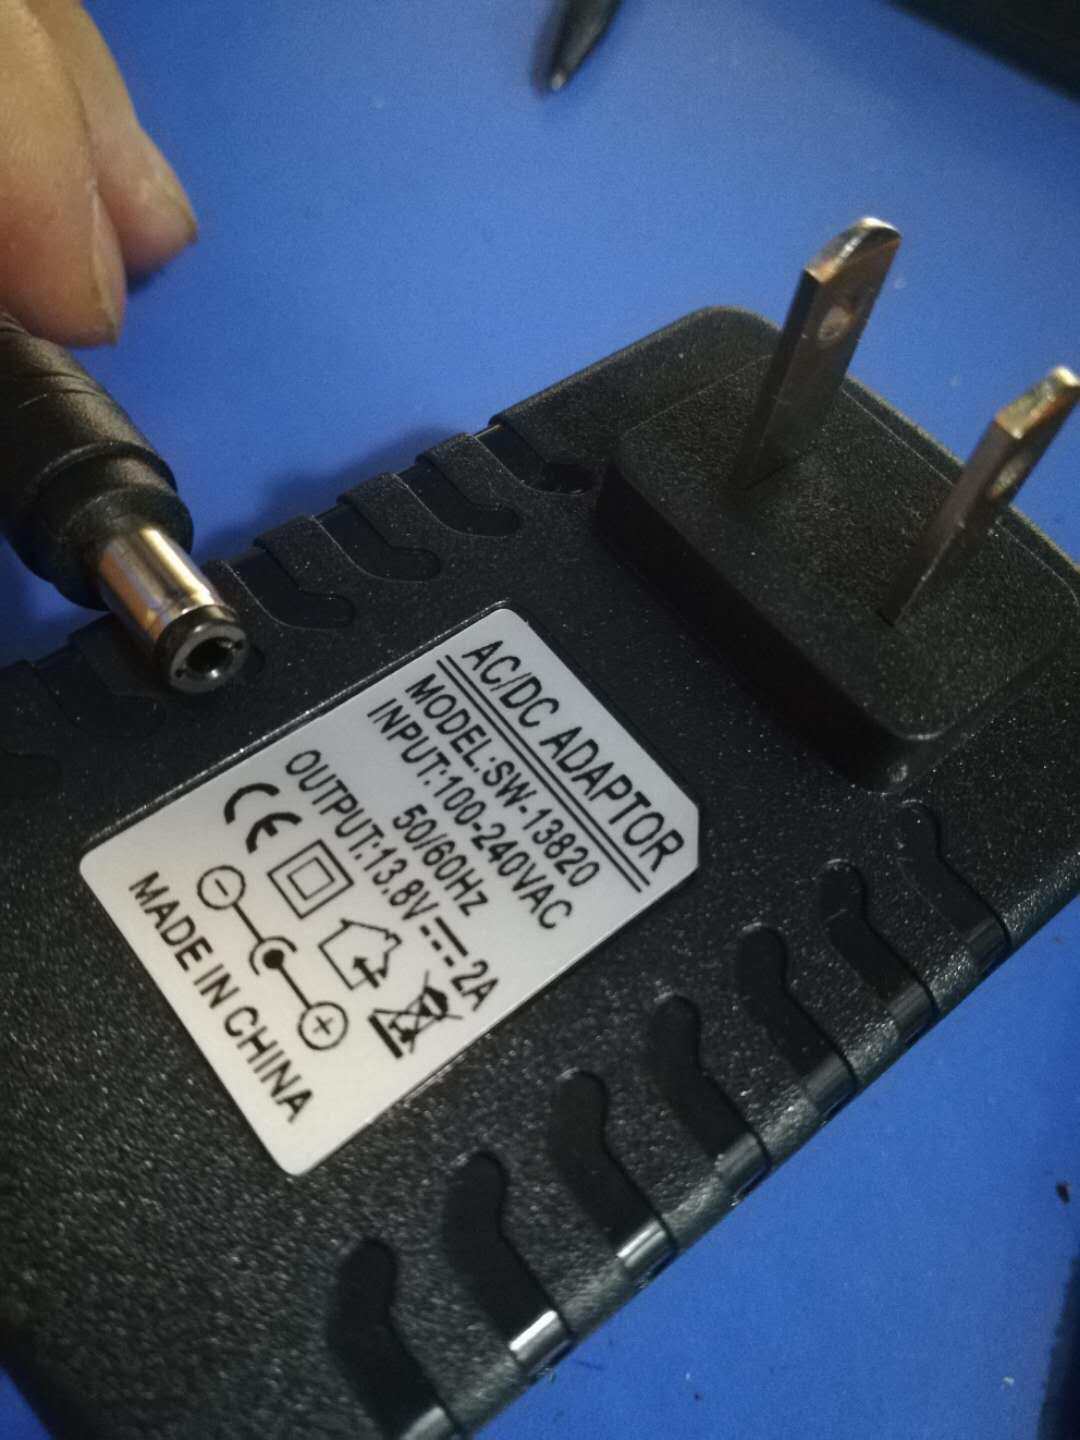 AC/DC ADAPTOR
MODEL:SW-13820
INPUT:100-240VAC
50/60Hz
OUTPUT:13.8V⎓2A
CE
MADE IN CHINA